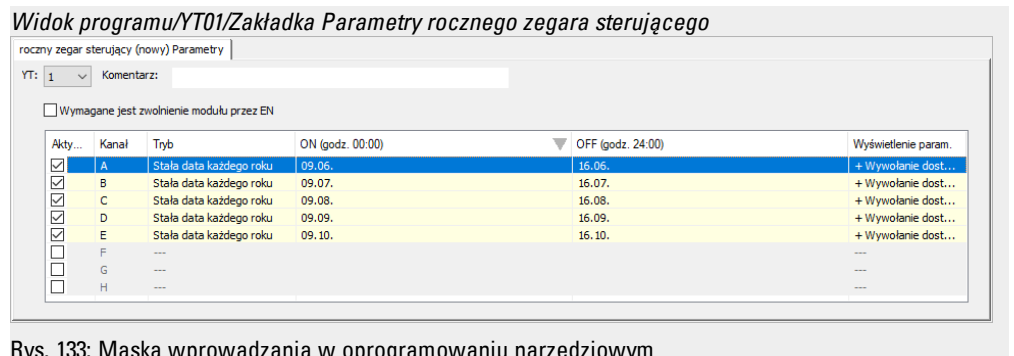 Widok programu/YT01/Zakładka Parametry rocznego zegara sterującego
roczny zegar sterujący (nowy) Parametry
YT: 1 Komentarz:
Wymagane jest zwolnienie modułu przez EN
Akty... Kanał Tryb ON (godz. 00:00) OFF (godz. 24:00) Wyświetlenie param.
A Stała data każdego roku 09.06. 16.06. + Wywołanie dost...
B Stała data każdego roku 09.07. 16.07. + Wywołanie dost...
C Stała data każdego roku 09.08. 16.08. + Wywołanie dost...
D Stała data każdego roku 09.09. 16.09. + Wywołanie dost...
E Stała data każdego roku 09.10. 16.10. + Wywołanie dost...
F --- ---
G --- ---
H --- ---
Rys. 133: Maska wprowadzania w oprogramowaniu narzędziowym